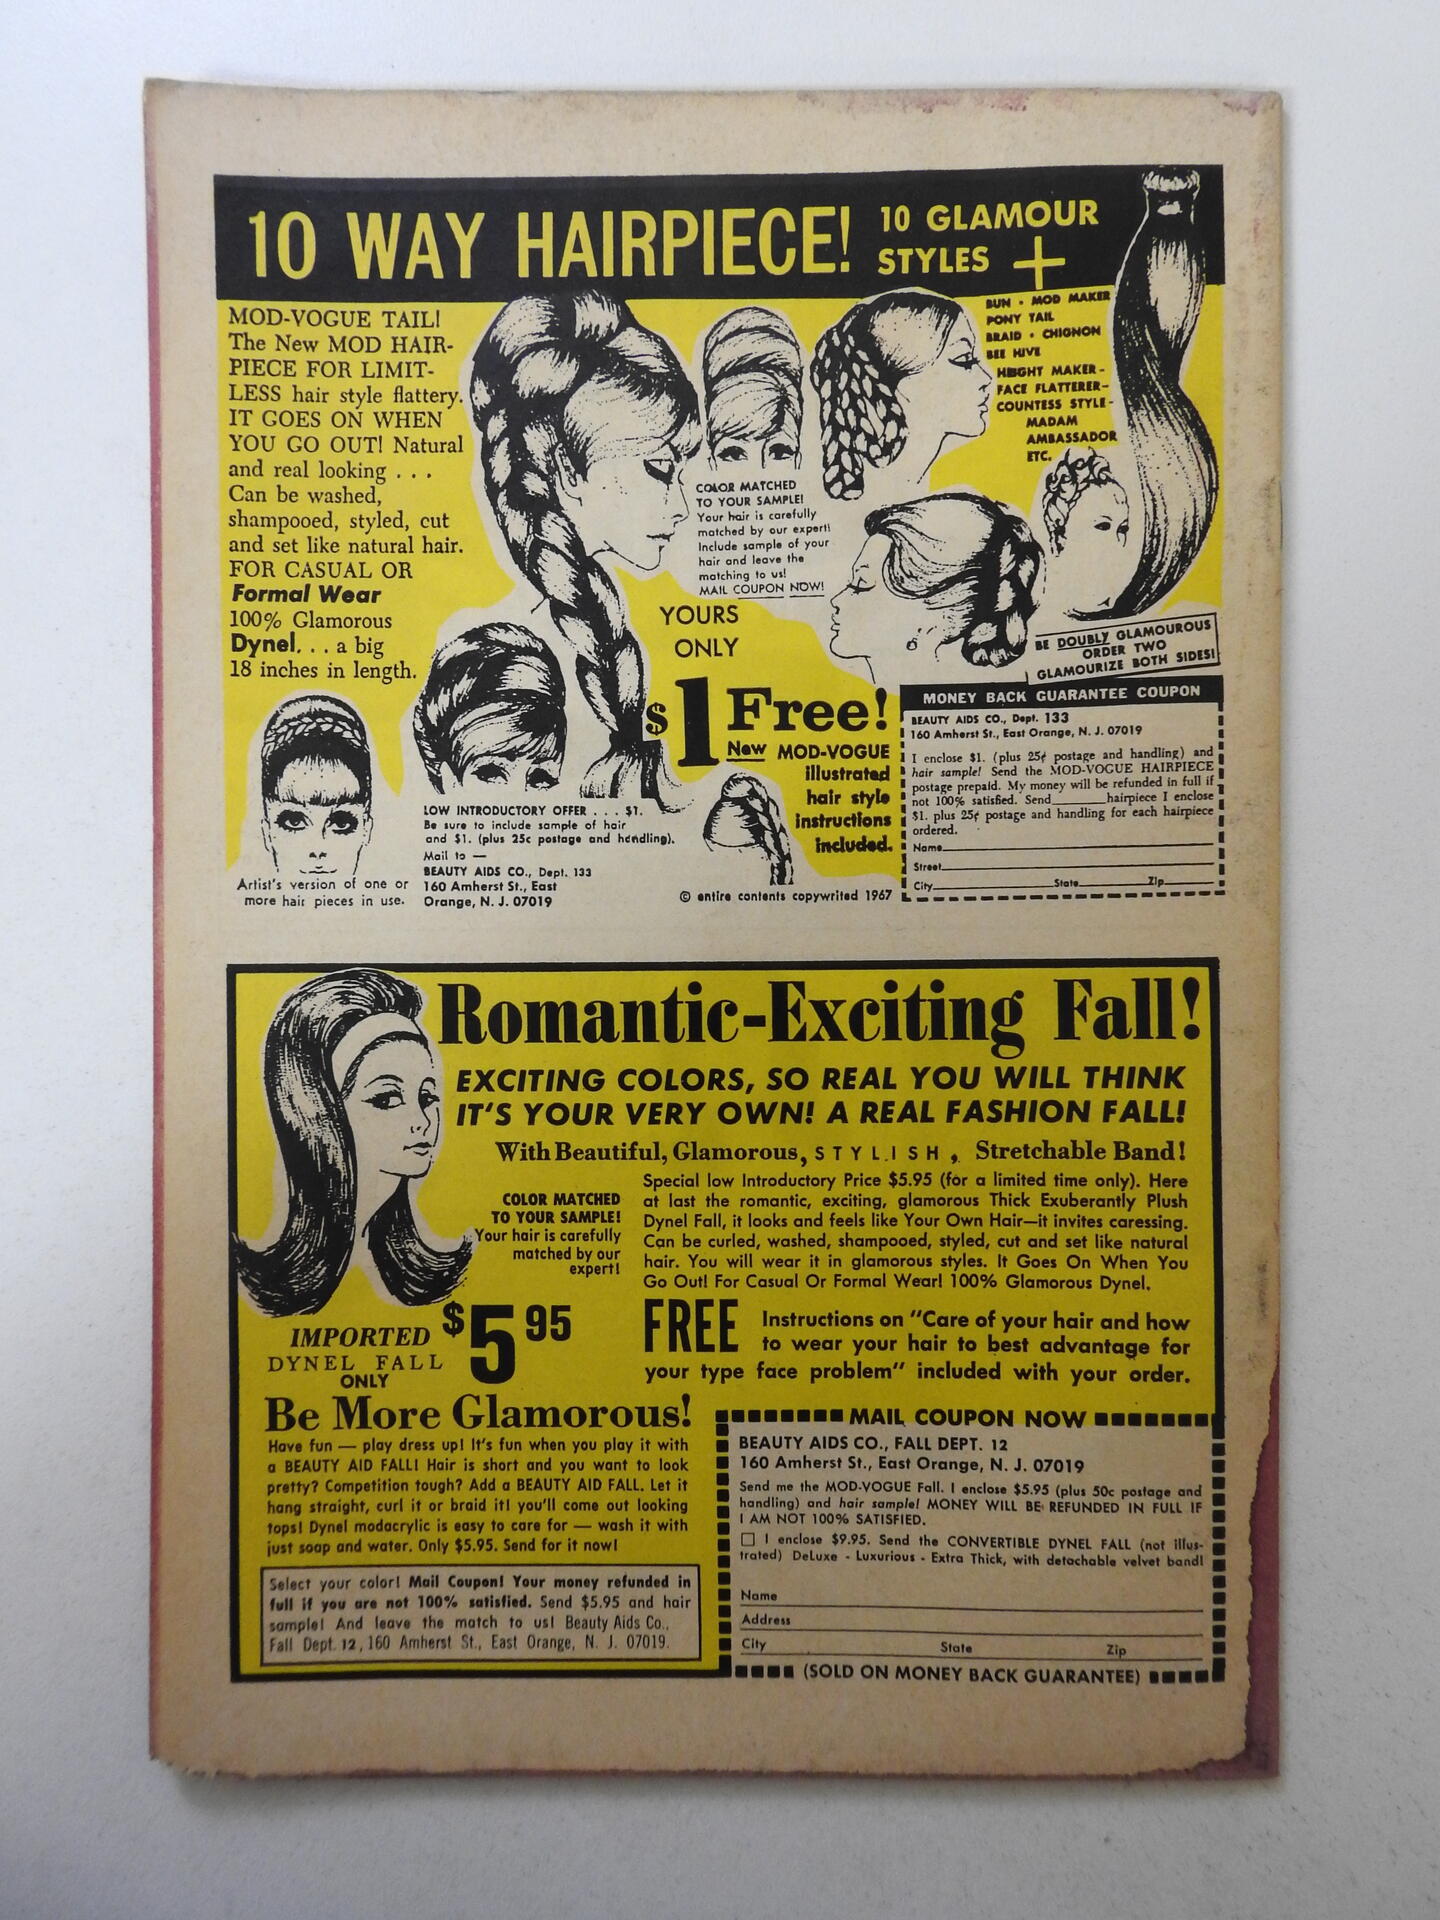 10 WAY HAIRPIECE!
10 GLAMOUR
STYLES +
MOD-VOGUE TAIL!
The New MOD HAIR-
PIECE FOR LIMIT-
LESS hair style flattery.
IT GOES ON WHEN
YOU GO OUT! Natural
and real looking . . .
Can be washed,
shampooed, styled, cut
and set like natural hair.
FOR CASUAL OR
Formal Wear
100% Glamorous
Dynel. . . a big
18 inches in length.
BUN - MOD MAKER
PONY TAIL
BRAID - CHIGNON
BEE HIVE
HEIGHT MAKER -
FACE FLATTERER-
COUNTESS STYLE-
MADAM
AMBASSADOR
ETC.
COLOR MATCHED
TO YOUR SAMPLE!
Your hair is carefully
matched by our expert!
Include sample of your
hair and leave the
matching to us!
MAIL COUPON NOW!
YOURS
ONLY
$1
BE DOUBLY GLAMOUROUS
ORDER TWO
GLAMOURIZE BOTH SIDES!
Free!
New MOD-VOGUE
illustrated
hair style
instructions
included.
Artist's version of one or
more hair pieces in use.
LOW INTRODUCTORY OFFER . . . $1.
Be sure to include sample of hair
and $1. (plus 25c postage and handling).
Mail to —
BEAUTY AIDS CO., Dept. 133
160 Amherst St., East
Orange, N. J. 07019
© entire contents copywrited 1967
MONEY BACK GUARANTEE COUPON
BEAUTY AIDS CO., Dept. 133
160 Amherst St., East Orange, N. J. 07019
I enclose $1. (plus 25¢ postage and handling) and
hair sample! Send the MOD-VOGUE HAIRPIECE
postage prepaid. My money will be refunded in full if
not 100% satisfied. Send_______hairpiece I enclose
$1. plus 25¢ postage and handling for each hairpiece
ordered.
Name
Street
City State Zip
Romantic-Exciting Fall!
EXCITING COLORS, SO REAL YOU WILL THINK
IT'S YOUR VERY OWN! A REAL FASHION FALL!
With Beautiful, Glamorous, STYLISH, Stretchable Band!
COLOR MATCHED
TO YOUR SAMPLE!
Your hair is carefully
matched by our
expert!
Special low Introductory Price $5.95 (for a limited time only). Here
at last the romantic, exciting, glamorous Thick Exuberantly Plush
Dynel Fall, it looks and feels like Your Own Hair—it invites caressing.
Can be curled, washed, shampooed, styled, cut and set like natural
hair. You will wear it in glamorous styles. It Goes On When You
Go Out! For Casual Or Formal Wear! 100% Glamorous Dynel.
IMPORTED
DYNEL FALL
ONLY
$5 95
FREE Instructions on "Care of your hair and how
to wear your hair to best advantage for
your type face problem" included with your order.
Be More Glamorous!
Have fun — play dress up! It's fun when you play it with
a BEAUTY AID FALL! Hair is short and you want to look
pretty? Competition tough? Add a BEAUTY AID FALL. Let it
hang straight, curl it or braid it! you'll come out looking
tops! Dynel modacrylic is easy to care for — wash it with
just soap and water. Only $5.95. Send for it now!
Select your color! Mail Coupon! Your money refunded in
full if you are not 100% satisfied. Send $5.95 and hair
sample! And leave the match to us! Beauty Aids Co.,
Fall Dept. 12, 160 Amherst St., East Orange, N. J. 07019.
MAIL COUPON NOW
BEAUTY AIDS CO., FALL DEPT. 12
160 Amherst St., East Orange, N. J. 07019
Send me the MOD-VOGUE Fall. I enclose $5.95 (plus 50c postage and
handling) and hair sample! MONEY WILL BE REFUNDED IN FULL IF
I AM NOT 100% SATISFIED.
☐ I enclose $9.95. Send the CONVERTIBLE DYNEL FALL (not illus-
trated) DeLuxe - Luxurious - Extra Thick, with detachable velvet band!
Name
Address
City State Zip
(SOLD ON MONEY BACK GUARANTEE)